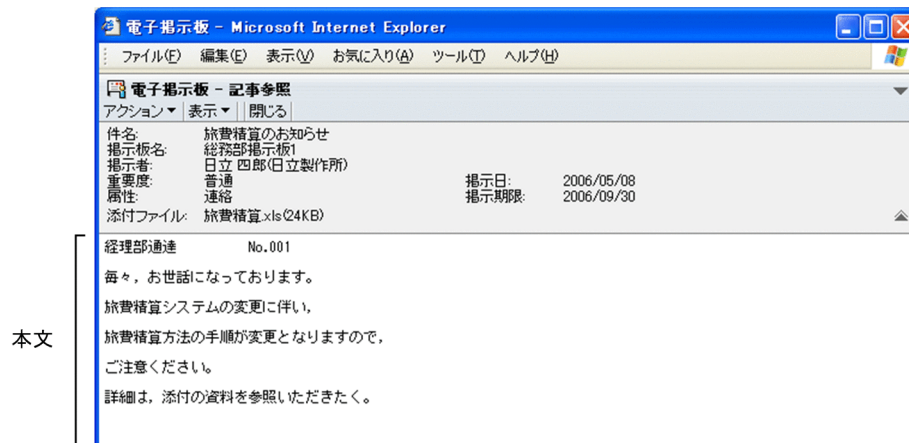 電子掲示板 - Microsoft Internet Explorer
ファイル(F) 編集(E) 表示(V) お気に入り(A) ツール(T) ヘルプ(H)
電子掲示板 - 記事参照
アクション▼ 表示▼ 閉じる
件名: 旅費精算のお知らせ
掲示板名: 総務部掲示板1
掲示者: 日立 四郎(日立製作所)
重要度: 普通 掲示日: 2006/05/08
属性: 連絡 掲示期限: 2006/09/30
添付ファイル: 旅費精算.xls(24KB)
本文
経理部通達 No.001
毎々，お世話になっております。
旅費精算システムの変更に伴い，
旅費精算方法の手順が変更となりますので，
ご注意ください。
詳細は，添付の資料を参照いただきたく。